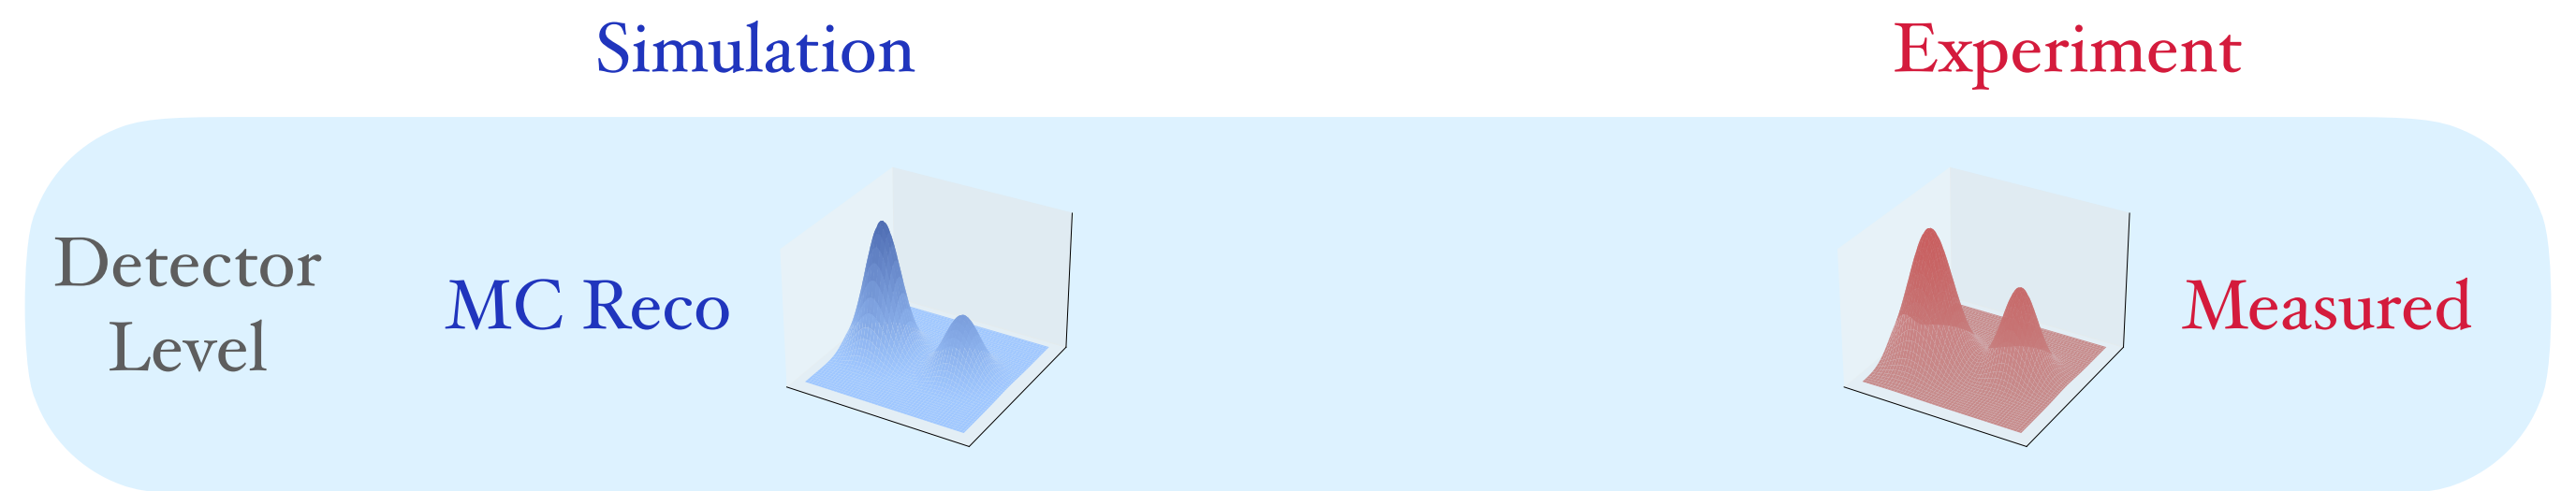 Simulation
Experiment
Detector
Level
MC Reco
Measured